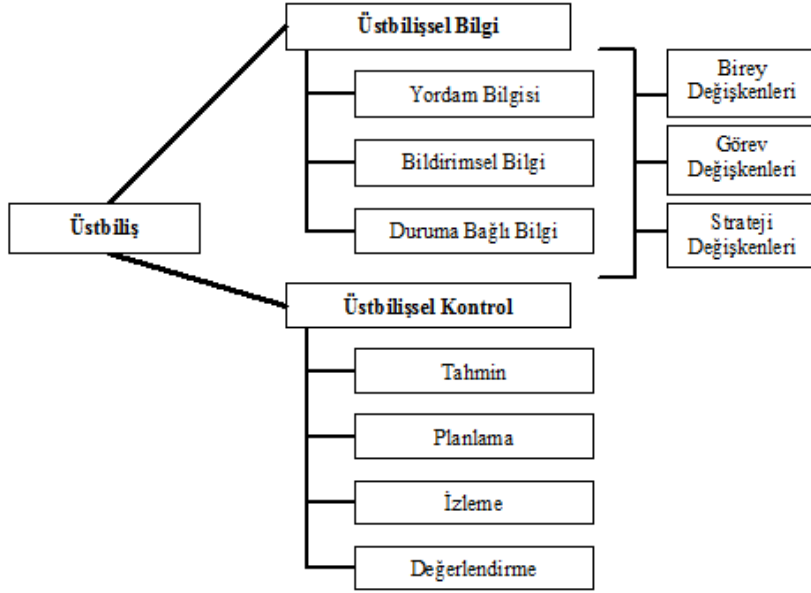 Üstbilişsel Bilgi
Yordam Bilgisi
Bildirimsel Bilgi
Duruma Bağlı Bilgi
Birey
Değişkenleri
Görev
Değişkenleri
Strateji
Değişkenleri
Üstbiliş
Üstbilişsel Kontrol
Tahmin
Planlama
İzleme
Değerlendirme